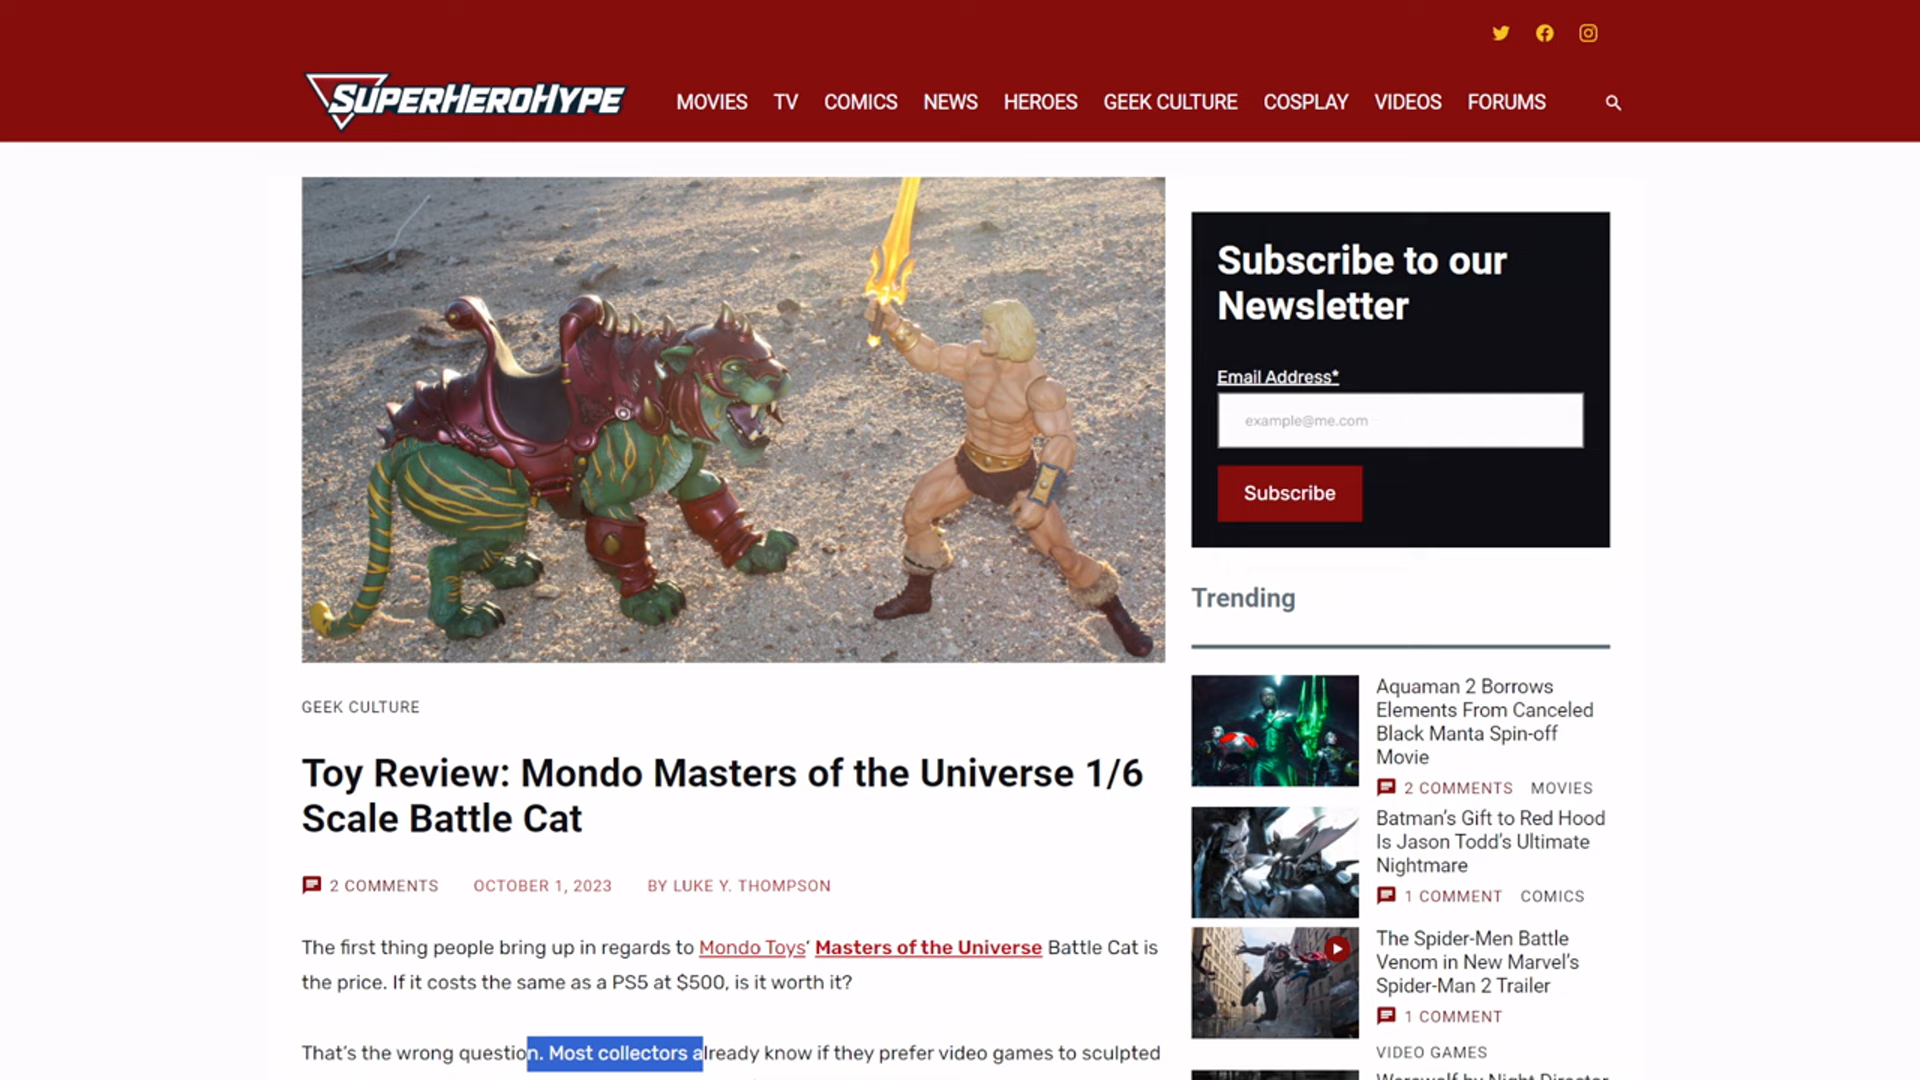 SUPERHEROHYPE
MOVIES TV COMICS NEWS HEROES GEEK CULTURE COSPLAY VIDEOS FORUMS
GEEK CULTURE
Toy Review: Mondo Masters of the Universe 1/6
Scale Battle Cat
2 COMMENTS OCTOBER 1, 2023 BY LUKE Y. THOMPSON
The first thing people bring up in regards to Mondo Toys’ Masters of the Universe Battle Cat is
the price. If it costs the same as a PS5 at $500, is it worth it?
That’s the wrong question. Most collectors already know if they prefer video games to sculpted
Subscribe to our
Newsletter
Email Address*
example@me.com
Subscribe
Trending
Aquaman 2 Borrows
Elements From Canceled
Black Manta Spin-off
Movie
2 COMMENTS MOVIES
Batman’s Gift to Red Hood
Is Jason Todd’s Ultimate
Nightmare
1 COMMENT COMICS
The Spider-Men Battle
Venom in New Marvel’s
Spider-Man 2 Trailer
1 COMMENT
VIDEO GAMES
Werewolf by Night Director